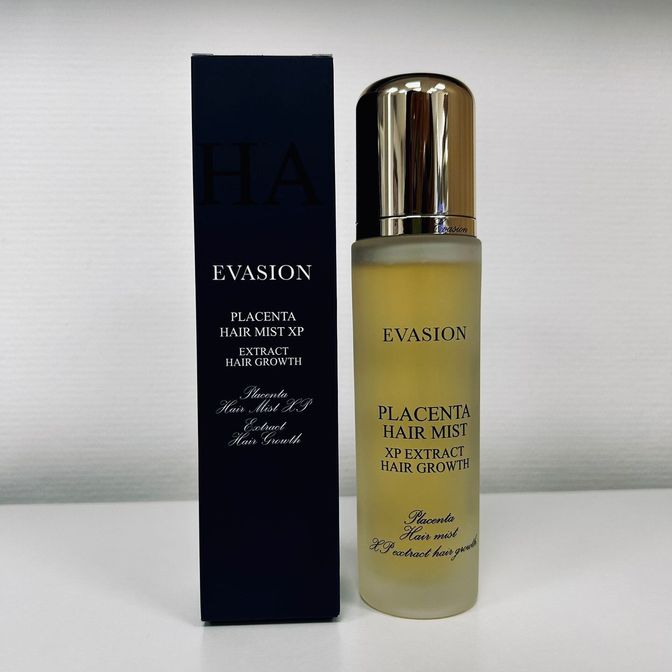 HA
EVASION
PLACENTA
HAIR MIST XP
EXTRACT
HAIR GROWTH
Placenta
Hair Mist XP
Extract
Hair Growth
Evasion
EVASION
PLACENTA
HAIR MIST
XP EXTRACT
HAIR GROWTH
Placenta
Hair mist
XP extract hair growth